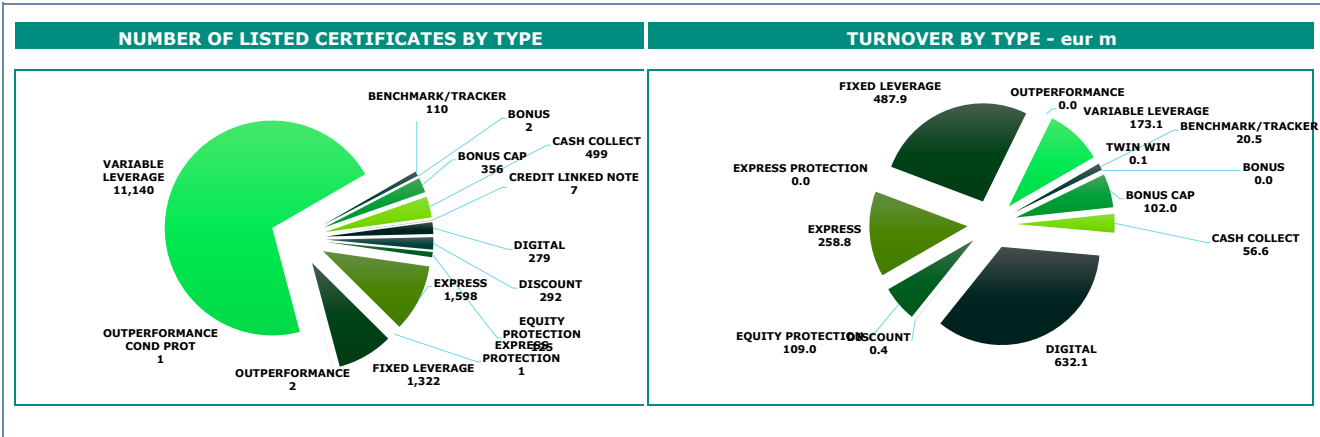 NUMBER OF LISTED CERTIFICATES BY TYPE
BENCHMARK/TRACKER
110
BONUS
2
CASH COLLECT
499
BONUS CAP
356
CREDIT LINKED NOTE
7
VARIABLE
LEVERAGE
11,140
DIGITAL
279
EXPRESS
1,598
DISCOUNT
292
EQUITY
PROTECTION
125
EXPRESS
PROTECTION
1
OUTPERFORMANCE
COND PROT
1
OUTPERFORMANCE
2
FIXED LEVERAGE
1,322
TURNOVER BY TYPE - eur m
FIXED LEVERAGE
487.9
OUTPERFORMANCE
0.0
VARIABLE LEVERAGE
173.1
BENCHMARK/TRACKER
20.5
TWIN WIN
0.1
BONUS
0.0
EXPRESS PROTECTION
0.0
BONUS CAP
102.0
EXPRESS
258.8
CASH COLLECT
56.6
EQUITY PROTECTION
109.0
DISCOUNT
0.4
DIGITAL
632.1